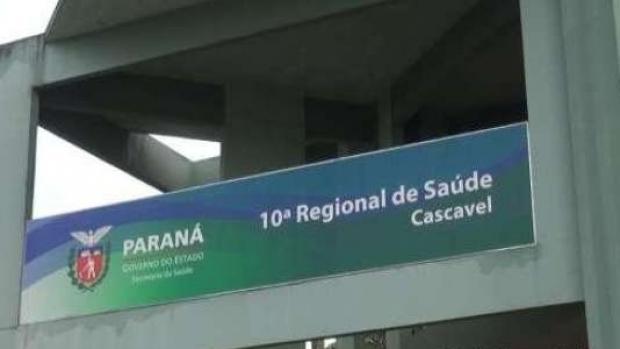 PARANÁ
GOVERNO DO ESTADO
Secretaria da Saúde
10ª Regional de Saúde
Cascavel